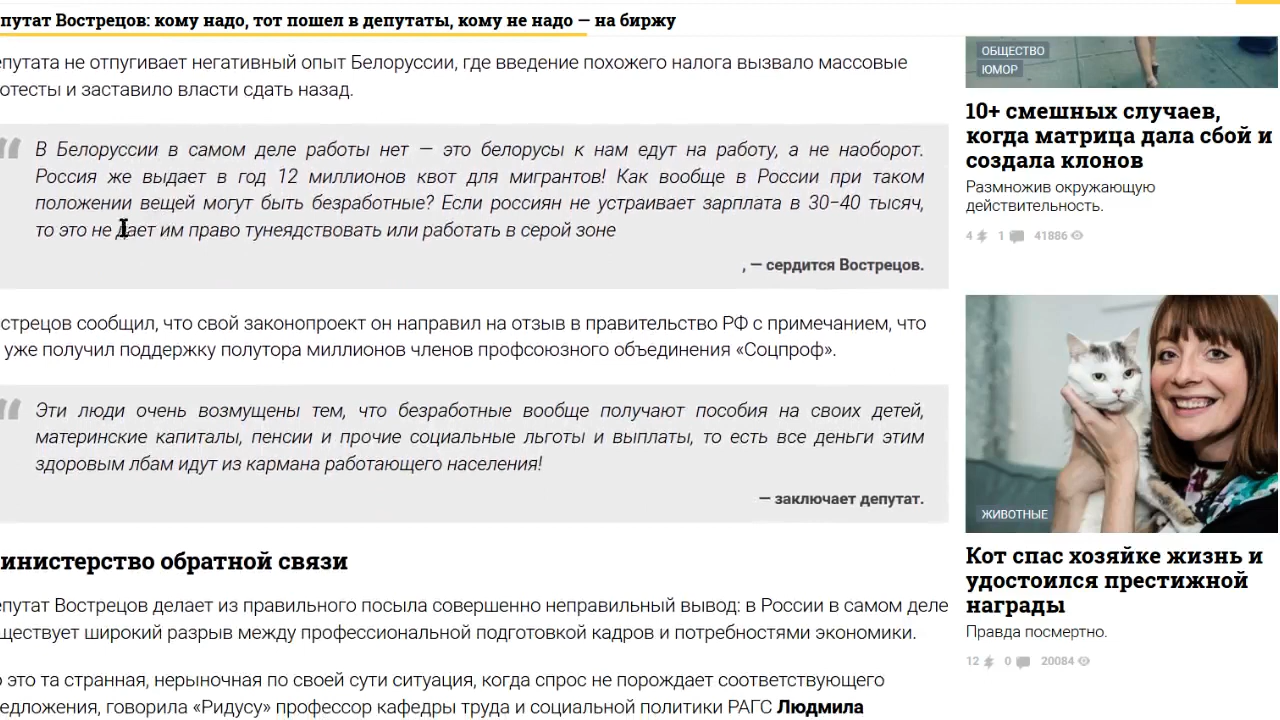 путат Вострецов: кому надо, тот пошел в депутаты, кому не надо — на биржу
епутата не отпугивает негативный опыт Белоруссии, где введение похожего налога вызвало массовые
отесты и заставило власти сдать назад.
В Белоруссии в самом деле работы нет — это белорусы к нам едут на работу, а не наоборот.
Россия же выдает в год 12 миллионов квот для мигрантов! Как вообще в России при таком
положении вещей могут быть безработные? Если россиян не устраивает зарплата в 30–40 тысяч,
то это не дает им право тунеядствовать или работать в серой зоне
, — сердится Вострецов.
стрецов сообщил, что свой законопроект он направил на отзыв в правительство РФ с примечанием, что
уже получил поддержку полутора миллионов членов профсоюзного объединения «Соцпроф».
Эти люди очень возмущены тем, что безработные вообще получают пособия на своих детей,
материнские капиталы, пенсии и прочие социальные льготы и выплаты, то есть все деньги этим
здоровым лбам идут из кармана работающего населения!
— заключает депутат.
инистерство обратной связи
епутат Вострецов делает из правильного посыла совершенно неправильный вывод: в России в самом деле
ществует широкий разрыв между профессиональной подготовкой кадров и потребностями экономики.
о это та странная, нерыночная по своей сути ситуация, когда спрос не порождает соответствующего
едложения, говорила «Ридусу» профессор кафедры труда и социальной политики РАГС Людмила
ОБЩЕСТВО
ЮМОР
10+ смешных случаев,
когда матрица дала сбой и
создала клонов
Размножив окружающую
действительность.
4 1 41886
ЖИВОТНЫЕ
Кот спас хозяйке жизнь и
удостоился престижной
награды
Правда посмертно.
12 0 20084